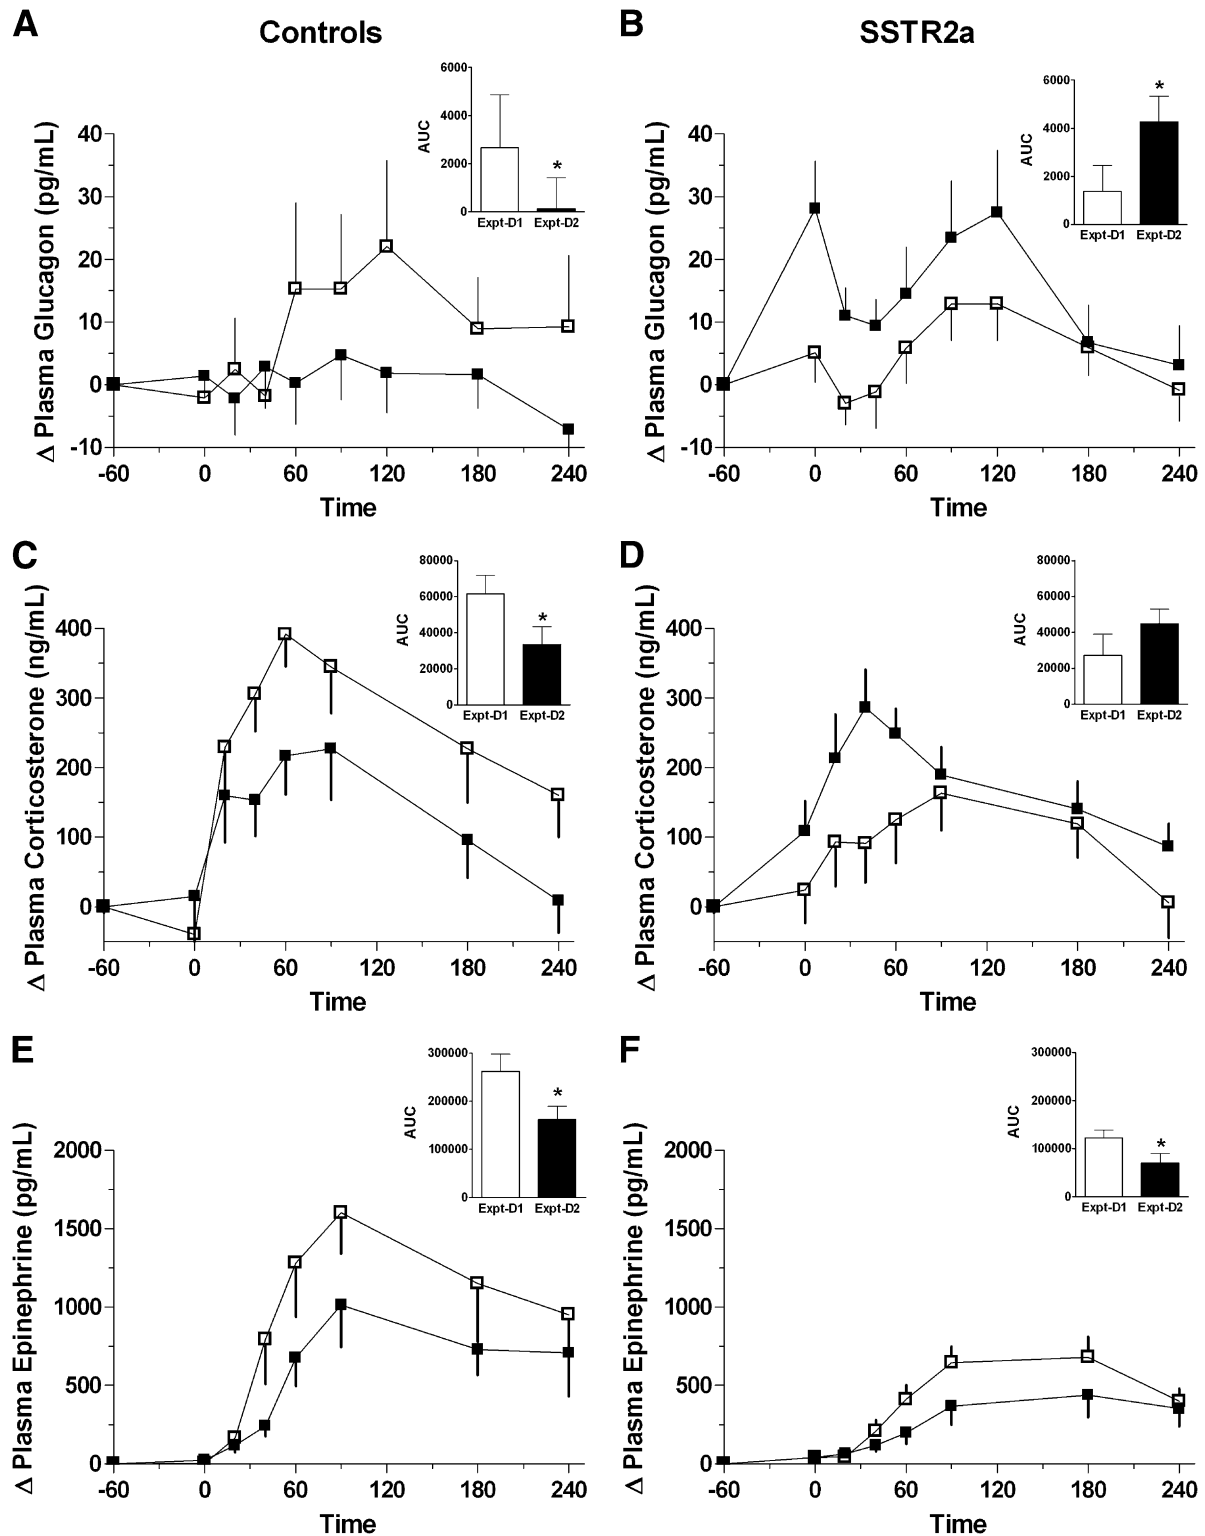 A
Controls
B
SSTR2a
Δ Plasma Glucagon (pg/mL)
40
30
20
10
0
-10
-60 0 60 120 180 240
Time
AUC
6000
4000
2000
0
*
Expt-D1 Expt-D2
Δ Plasma Glucagon (pg/mL)
40
30
20
10
0
-10
-60 0 60 120 180 240
Time
AUC
6000
4000
2000
0
*
Expt-D1 Expt-D2
C
Δ Plasma Corticosterone (ng/mL)
400
300
200
100
0
-60 0 60 120 180 240
Time
AUC
80000
60000
40000
20000
0
*
Expt-D1 Expt-D2
D
Δ Plasma Corticosterone (ng/mL)
400
300
200
100
0
-60 0 60 120 180 240
Time
AUC
80000
60000
40000
20000
0
Expt-D1 Expt-D2
E
Δ Plasma Epinephrine (pg/mL)
2000
1500
1000
500
0
-60 0 60 120 180 240
Time
AUC
300000
200000
100000
0
*
Expt-D1 Expt-D2
F
Δ Plasma Epinephrine (pg/mL)
2000
1500
1000
500
0
-60 0 60 120 180 240
Time
AUC
300000
200000
100000
0
*
Expt-D1 Expt-D2